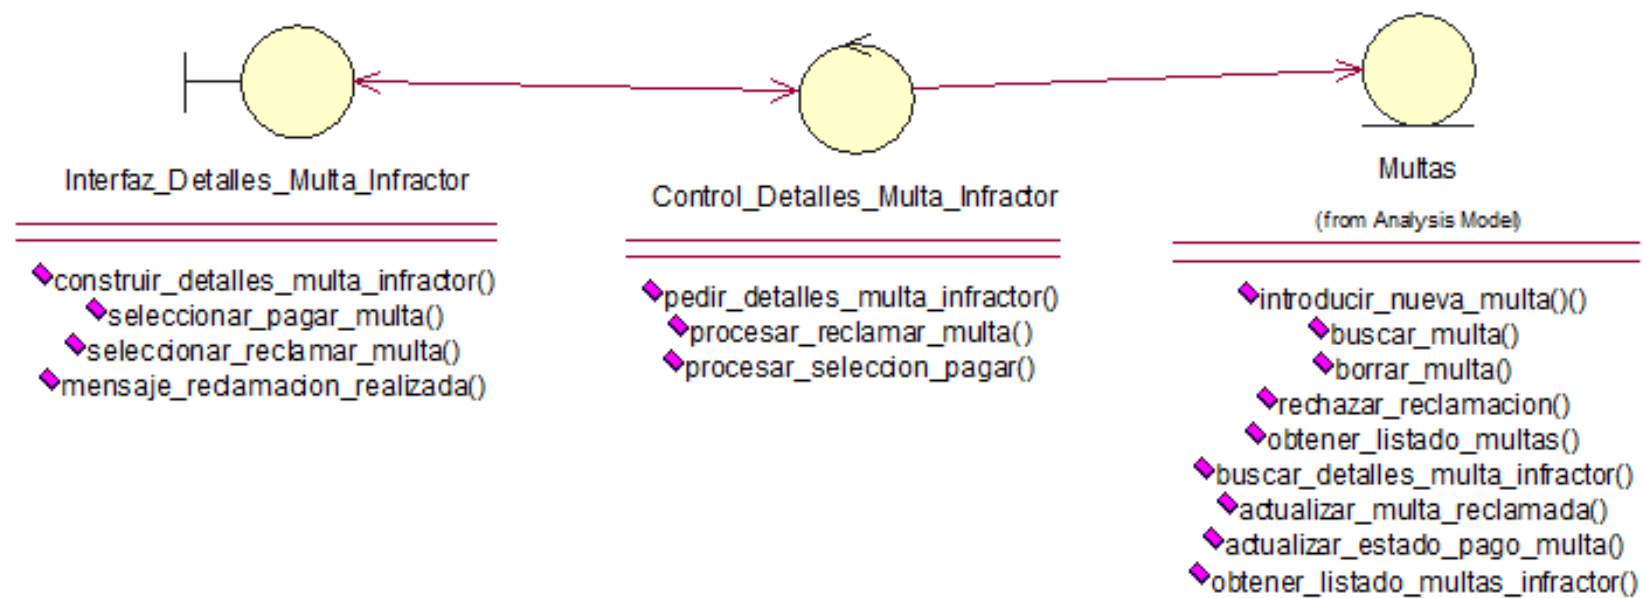 Interfaz_Detalles_Multa_Infractor
construir_detalles_multa_infractor()
seleccionar_pagar_multa()
seleccionar_reclamar_multa()
mensaje_reclamacion_realizada()
Control_Detalles_Multa_Infractor
pedir_detalles_multa_infractor()
procesar_reclamar_multa()
procesar_seleccion_pagar()
Multas
(from Analysis Model)
introducir_nueva_multa()()
buscar_multa()
borrar_multa()
rechazar_reclamacion()
obtener_listado_multas()
buscar_detalles_multa_infractor()
actualizar_multa_reclamada()
actualizar_estado_pago_multa()
obtener_listado_multas_infractor()